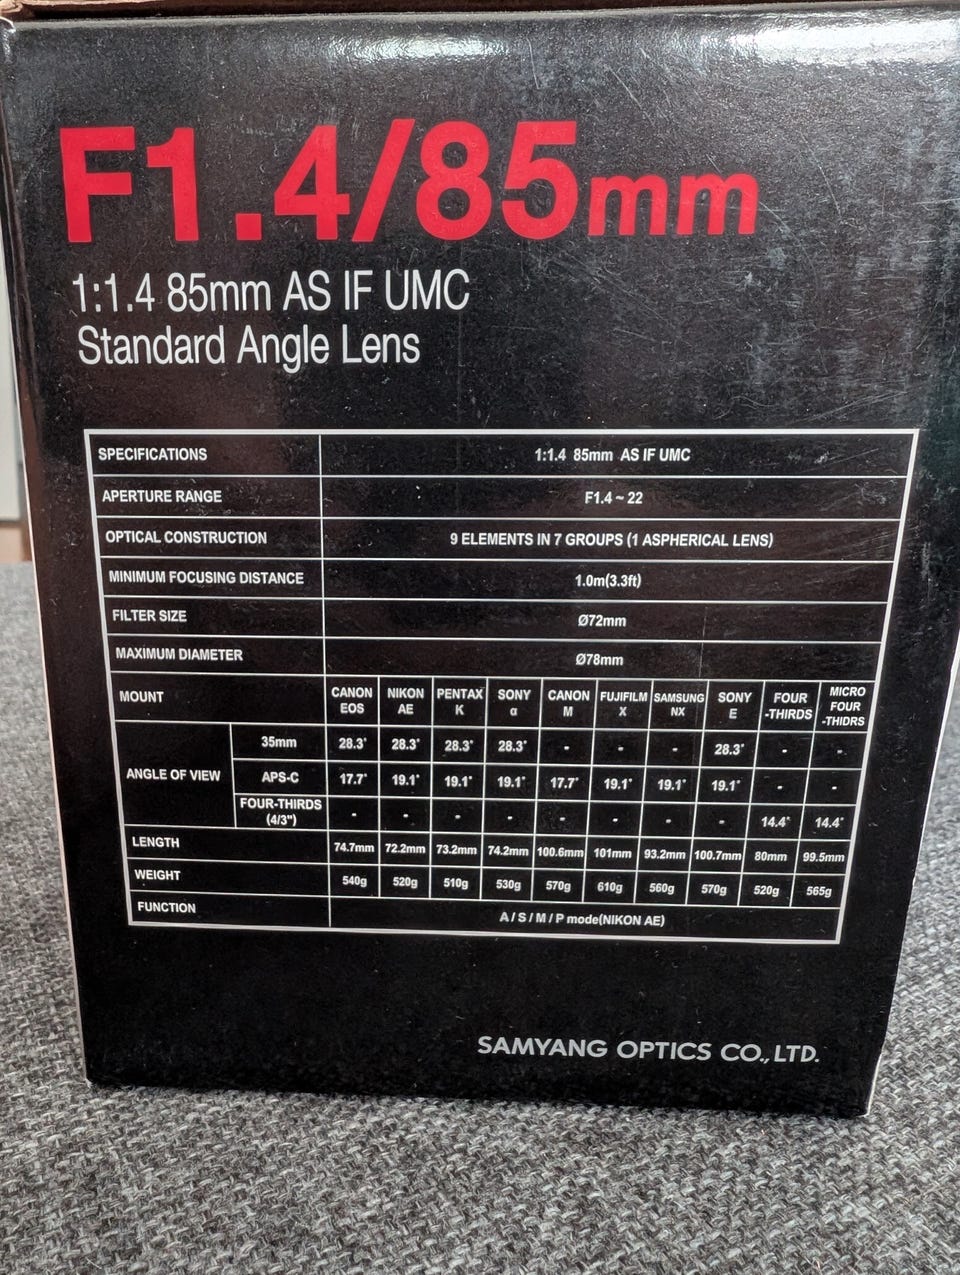 F1.4/85mm
1:1.4 85mm AS IF UMC
Standard Angle Lens
SPECIFICATIONS 1:1.4 85mm AS IF UMC
APERTURE RANGE F1.4 ~ 22
OPTICAL CONSTRUCTION 9 ELEMENTS IN 7 GROUPS (1 ASPHERICAL LENS)
MINIMUM FOCUSING DISTANCE 1.0m(3.3ft)
FILTER SIZE Ø72mm
MAXIMUM DIAMETER Ø78mm
MOUNT CANON EOS NIKON AE PENTAX K SONY α CANON M FUJIFILM X SAMSUNG NX SONY E FOUR -THIRDS MICRO FOUR -THIDRS
ANGLE OF VIEW 35mm 28.3° 28.3° 28.3° 28.3° - - - 28.3° - -
APS-C 17.7° 19.1° 19.1° 19.1° 17.7° 19.1° 19.1° 19.1° - -
FOUR-THIRDS (4/3") - - - - - - - - 14.4° 14.4°
LENGTH 74.7mm 72.2mm 73.2mm 74.2mm 100.6mm 101mm 93.2mm 100.7mm 80mm 99.5mm
WEIGHT 540g 520g 510g 530g 570g 610g 560g 570g 520g 565g
FUNCTION A / S / M / P mode(NIKON AE)
SAMYANG OPTICS CO., LTD.